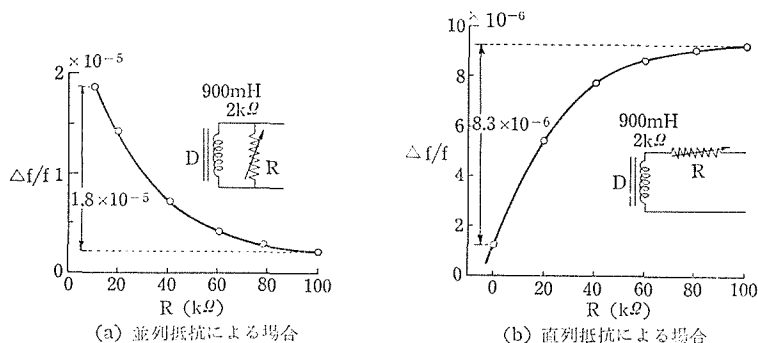 ×10⁻⁵
2
1
0
Δf/f
1.8×10⁻⁵
900mH
2kΩ
D
R
0 20 40 60 80 100
R (kΩ)
(a) 並列抵抗による場合
×10⁻⁶
10
8
6
4
2
0
Δf/f
8.3×10⁻⁶
900mH
2kΩ
D
R
0 20 40 60 80 100
R (kΩ)
(b) 直列抵抗による場合